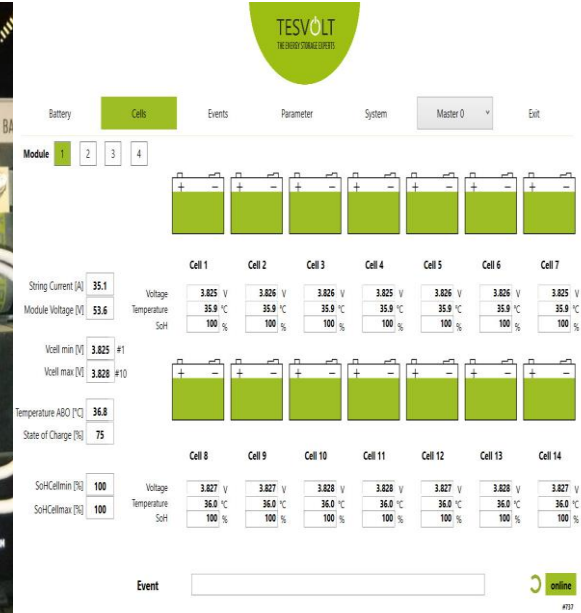 TESVOLT
THE ENERGY STORAGE EXPERTS
Battery Cells Events Parameter System Master 0 Exit
BA
Module 1 2 3 4
+ − + − + − + − + − + − + −
Cell 1 Cell 2 Cell 3 Cell 4 Cell 5 Cell 6 Cell 7
String Current [A] 35.1
Module Voltage [V] 53.6
Voltage 3.825 V 3.826 V 3.826 V 3.825 V 3.826 V 3.826 V 3.825 V
Temperature 35.9 °C 35.9 °C 35.9 °C 35.9 °C 35.9 °C 35.9 °C 35.9 °C
SoH 100 % 100 % 100 % 100 % 100 % 100 % 100 %
Vcell min [V] 3.825 #1
Vcell max [V] 3.828 #10
+ − + − + − + − + − + − + −
Temperature ABO [°C] 36.8
State of Charge [%] 75
Cell 8 Cell 9 Cell 10 Cell 11 Cell 12 Cell 13 Cell 14
SoHCellmin [%] 100
SoHCellmax [%] 100
Voltage 3.827 V 3.827 V 3.828 V 3.828 V 3.827 V 3.828 V 3.827 V
Temperature 36.0 °C 36.0 °C 36.0 °C 36.0 °C 36.0 °C 36.0 °C 36.0 °C
SoH 100 % 100 % 100 % 100 % 100 % 100 % 100 %
Event
online
#737